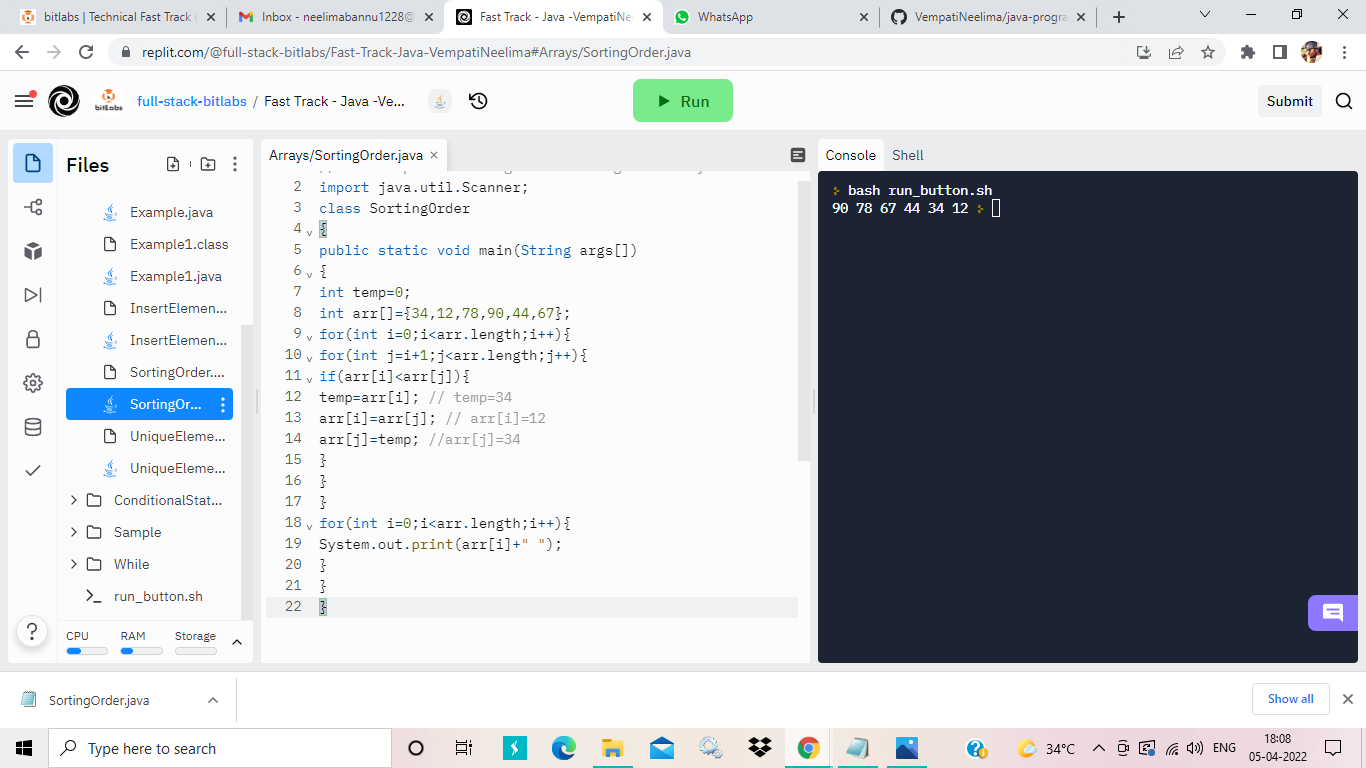 bitlabs | Technical Fast Track
Inbox - neelimabannu1228@
Fast Track - Java -VempatiNee
WhatsApp
VempatiNeelima/java-progra
replit.com/@full-stack-bitlabs/Fast-Track-Java-VempatiNeelima#Arrays/SortingOrder.java
bitLabs
full-stack-bitlabs / Fast Track - Java -Ve...
Run
Submit
Files
Example.java
Example1.class
Example1.java
InsertElemen...
InsertElemen...
SortingOrder....
SortingOr...
UniqueEleme...
UniqueEleme...
ConditionalStat...
Sample
While
run_button.sh
CPU RAM Storage
?
Arrays/SortingOrder.java
2 import java.util.Scanner;
3 class SortingOrder
4 {
5 public static void main(String args[])
6 {
7 int temp=0;
8 int arr[]={34,12,78,90,44,67};
9 for(int i=0;i<arr.length;i++){
10 for(int j=i+1;j<arr.length;j++){
11 if(arr[i]<arr[j]){
12 temp=arr[i]; // temp=34
13 arr[i]=arr[j]; // arr[i]=12
14 arr[j]=temp; //arr[j]=34
15 }
16 }
17 }
18 for(int i=0;i<arr.length;i++){
19 System.out.print(arr[i]+" ");
20 }
21 }
22 }
Console Shell
bash run_button.sh
90 78 67 44 34 12
SortingOrder.java
Show all
Type here to search
34°C
ENG
18:08
05-04-2022